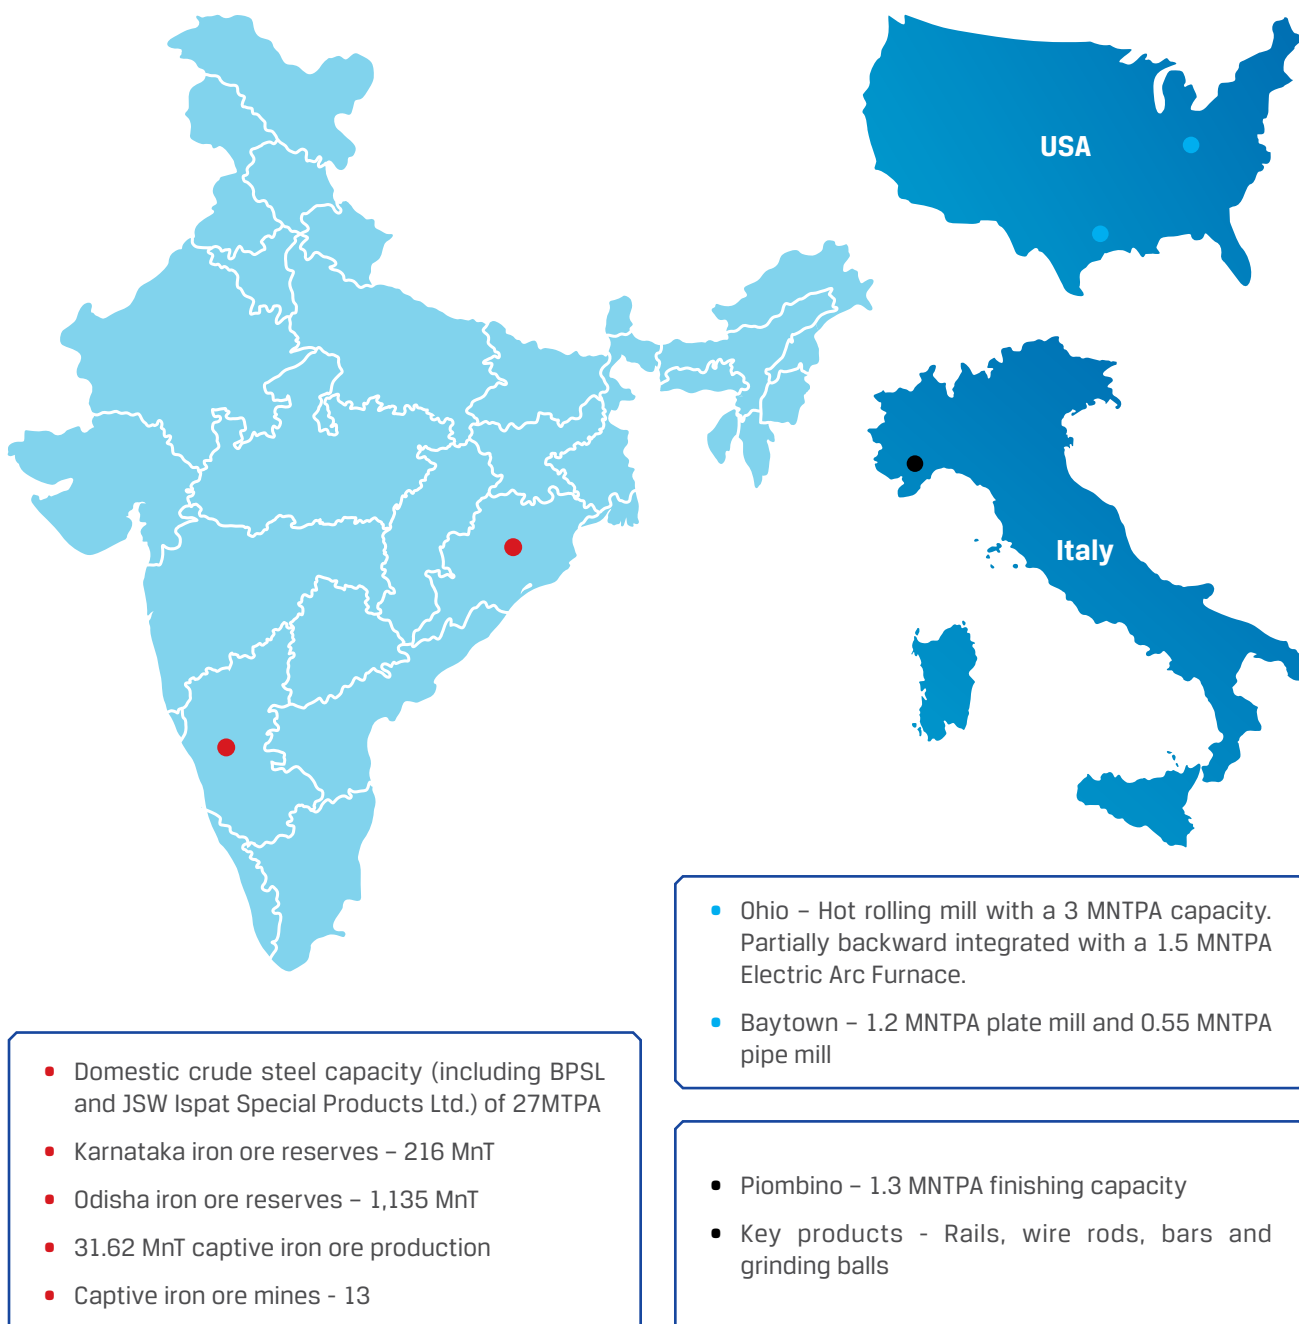 USA
Italy
• Ohio – Hot rolling mill with a 3 MNTPA capacity.
Partially backward integrated with a 1.5 MNTPA
Electric Arc Furnace.
• Baytown – 1.2 MNTPA plate mill and 0.55 MNTPA
pipe mill
• Domestic crude steel capacity (including BPSL
and JSW Ispat Special Products Ltd.) of 27MTPA
• Karnataka iron ore reserves – 216 MnT
• Odisha iron ore reserves – 1,135 MnT
• 31.62 MnT captive iron ore production
• Captive iron ore mines - 13
• Piombino – 1.3 MNTPA finishing capacity
• Key products - Rails, wire rods, bars and
grinding balls